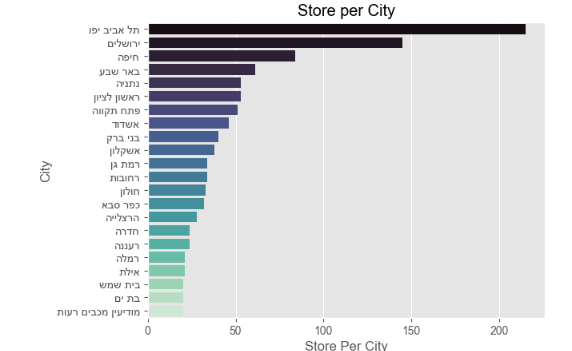 Store per City
City
תל אביב יפו
ירושלים
חיפה
באר שבע
נתניה
ראשון לציון
פתח תקווה
אשדוד
בני ברק
אשקלון
רמת גן
רחובות
חולון
כפר סבא
הרצלייה
חדרה
רעננה
רמלה
אילת
בית שמש
בת ים
מודיעין מכבים רעות
0 50 100 150 200
Store Per City